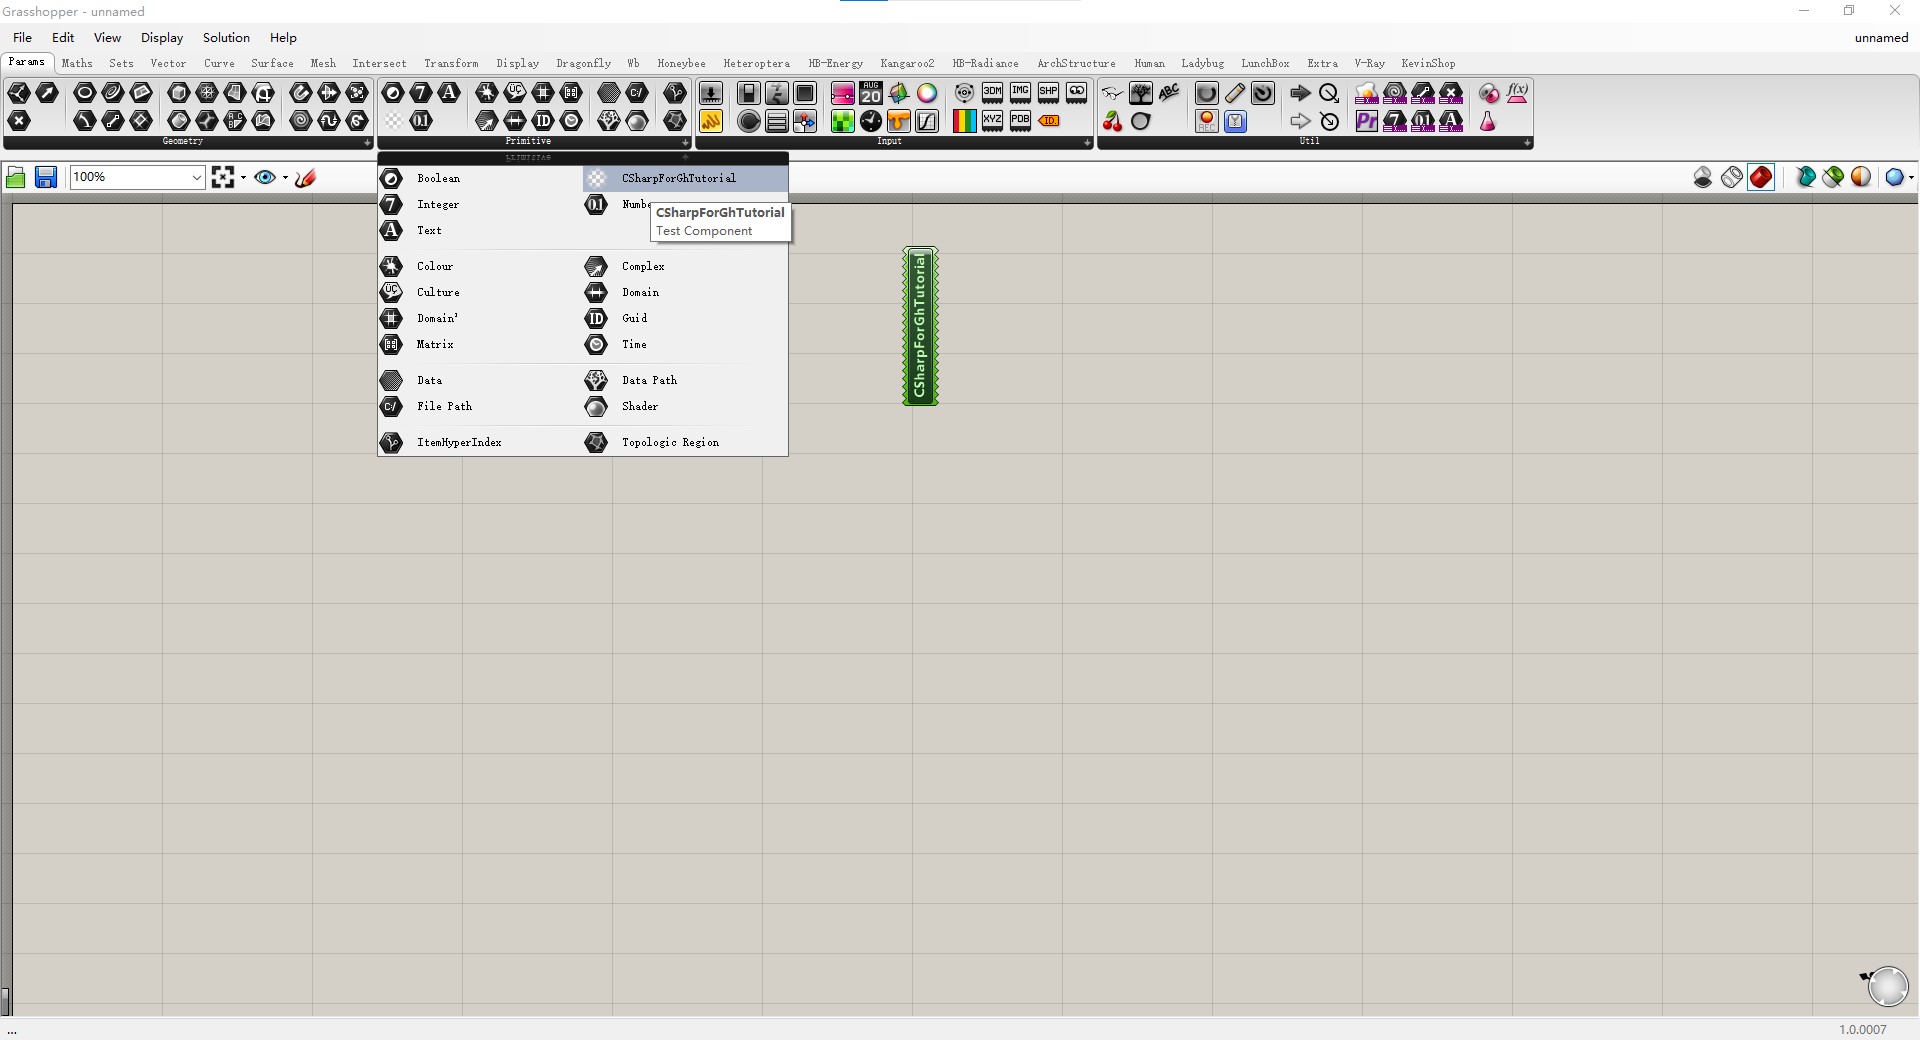 Grasshopper - unnamed
File Edit View Display Solution Help unnamed
Params Maths Sets Vector Curve Surface Mesh Intersect Transform Display Dragonfly Wb Honeybee Heteroptera HB-Energy Kangaroo2 HB-Radiance ArchStructure Human Ladybug LunchBox Extra V-Ray KevinShop
Geometry Primitive Input Util
Primitive
100%
Boolean CSharpForGhTutorial
Integer
Text
CSharpForGhTutorial
Test Component
Colour Complex
Culture Domain
Domain² Guid
Matrix Time
Data Data Path
File Path Shader
ItemHyperIndex Topologic Region
CSharpForGhTutorial
...
1.0.0007